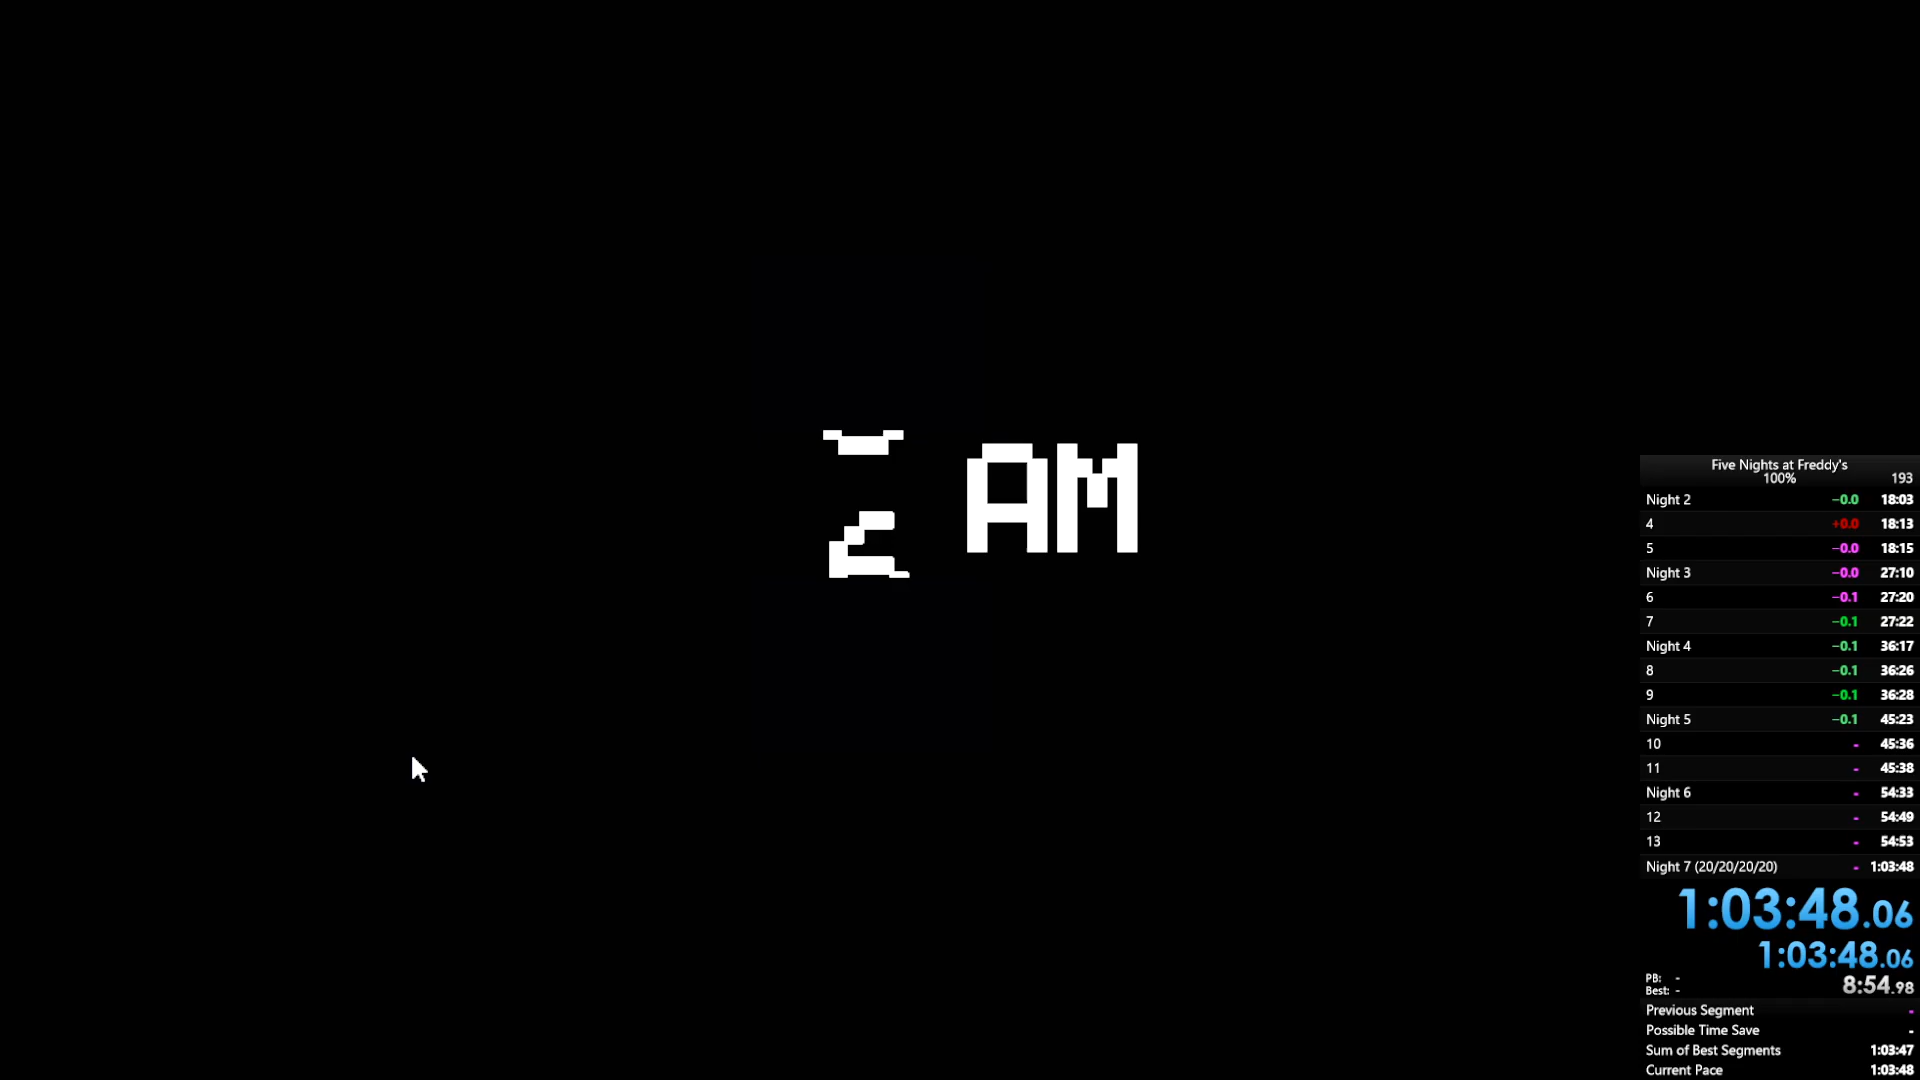 AM
Five Nights at Freddy's
100% 193
Night 2 −0.0 18:03
4 +0.0 18:13
5 −0.0 18:15
Night 3 −0.0 27:10
6 −0.1 27:20
7 −0.1 27:22
Night 4 −0.1 36:17
8 −0.1 36:26
9 −0.1 36:28
Night 5 −0.1 45:23
10 - 45:36
11 - 45:38
Night 6 - 54:33
12 - 54:49
13 - 54:53
Night 7 (20/20/20/20) - 1:03:48
1:03:48.06
1:03:48.06
PB: - 8:54.98
Best: -
Previous Segment -
Possible Time Save -
Sum of Best Segments 1:03:47
Current Pace 1:03:48